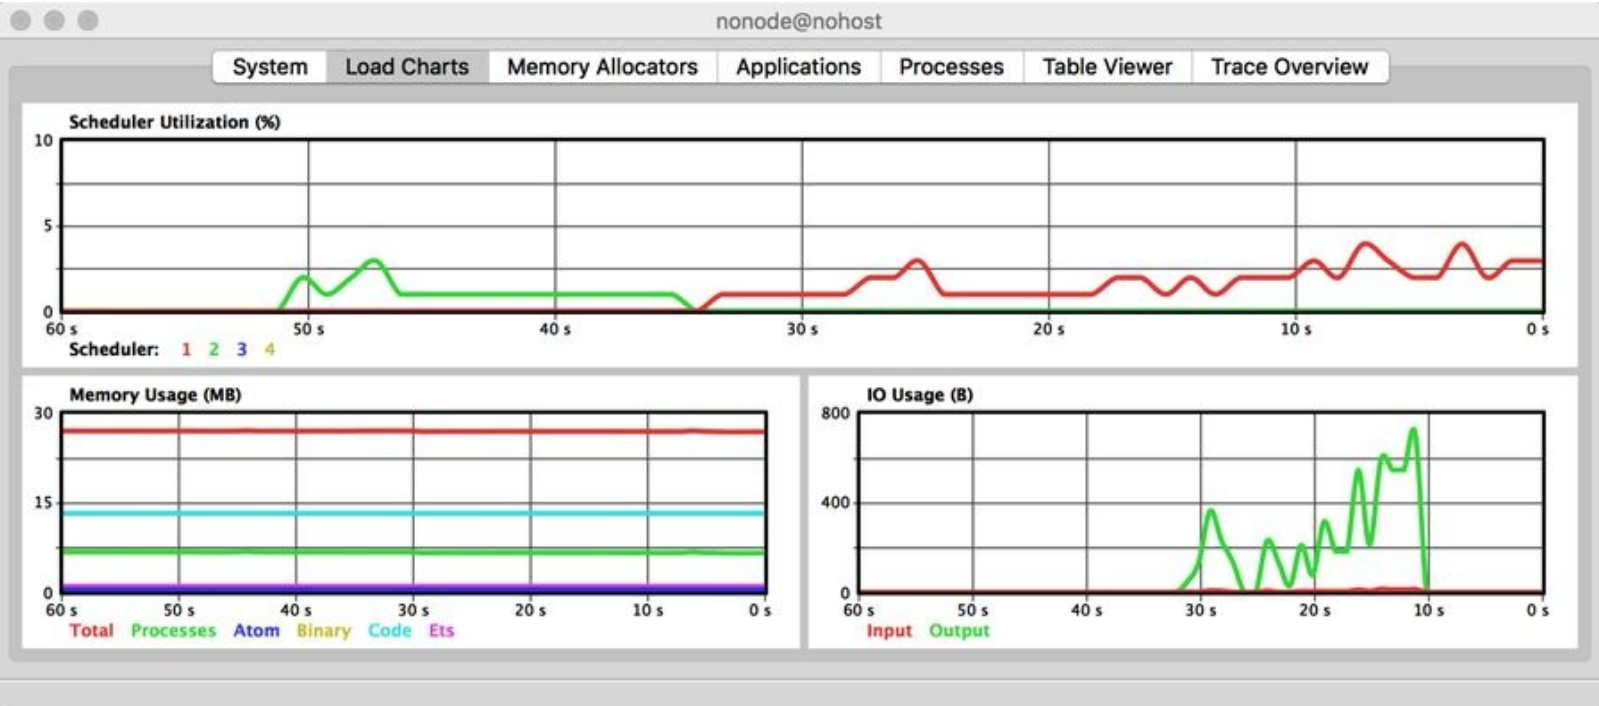 nonode@nohost
System Load Charts Memory Allocators Applications Processes Table Viewer Trace Overview
Scheduler Utilization (%)
10
5
0
60 s 50 s 40 s 30 s 20 s 10 s 0 s
Scheduler: 1 2 3 4
Memory Usage (MB)
30
15
0
60 s 50 s 40 s 30 s 20 s 10 s 0 s
Total Processes Atom Binary Code Ets
IO Usage (B)
800
400
0
60 s 50 s 40 s 30 s 20 s 10 s 0 s
Input Output